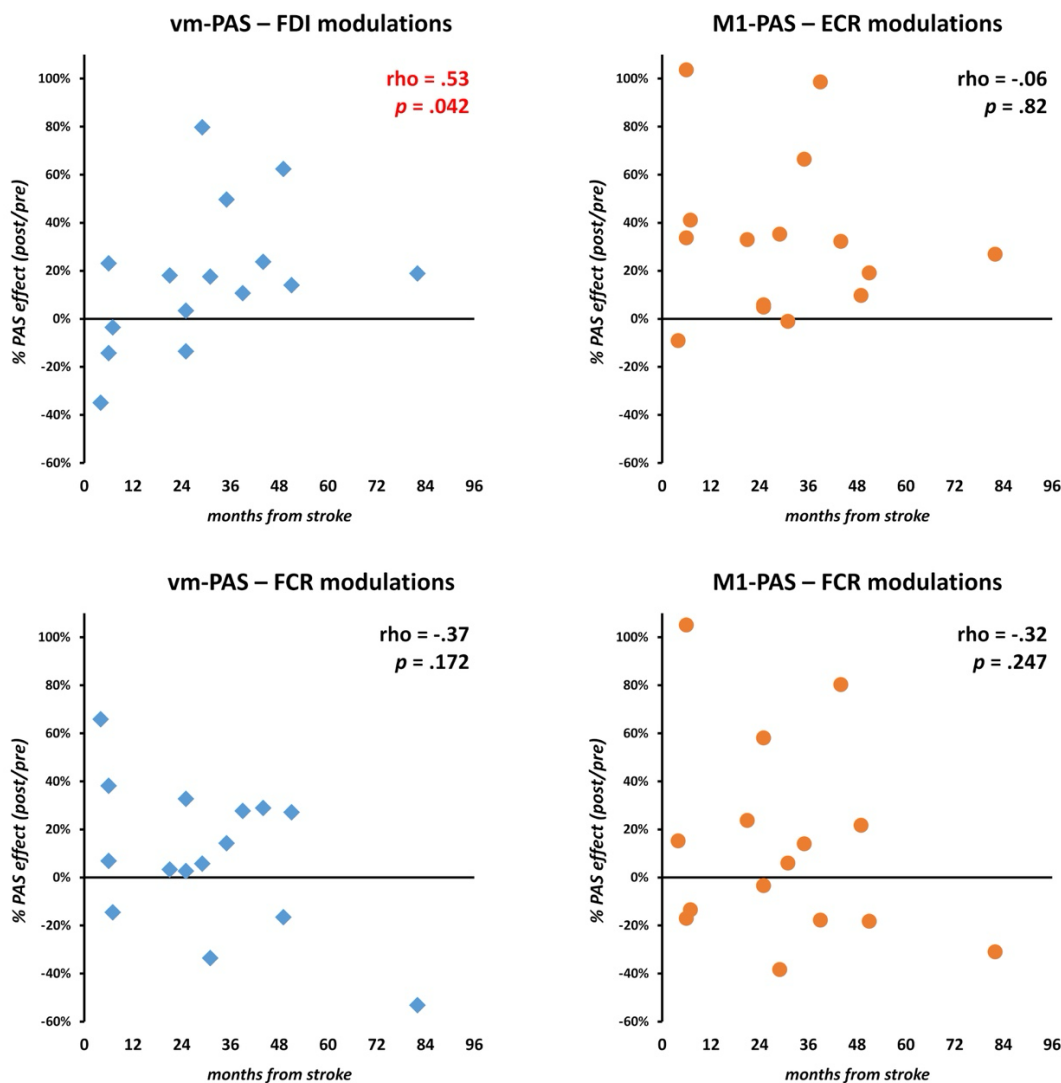 vm-PAS – FDI modulations
rho = .53
p = .042
% PAS effect (post/pre)
100%
80%
60%
40%
20%
0%
-20%
-40%
-60%
0 12 24 36 48 60 72 84 96
months from stroke
M1-PAS – ECR modulations
rho = -.06
p = .82
% PAS effect (post/pre)
100%
80%
60%
40%
20%
0%
-20%
-40%
-60%
0 12 24 36 48 60 72 84 96
months from stroke
vm-PAS – FCR modulations
rho = -.37
p = .172
% PAS effect (post/pre)
100%
80%
60%
40%
20%
0%
-20%
-40%
-60%
0 12 24 36 48 60 72 84 96
months from stroke
M1-PAS – FCR modulations
rho = -.32
p = .247
% PAS effect (post/pre)
100%
80%
60%
40%
20%
0%
-20%
-40%
-60%
0 12 24 36 48 60 72 84 96
months from stroke